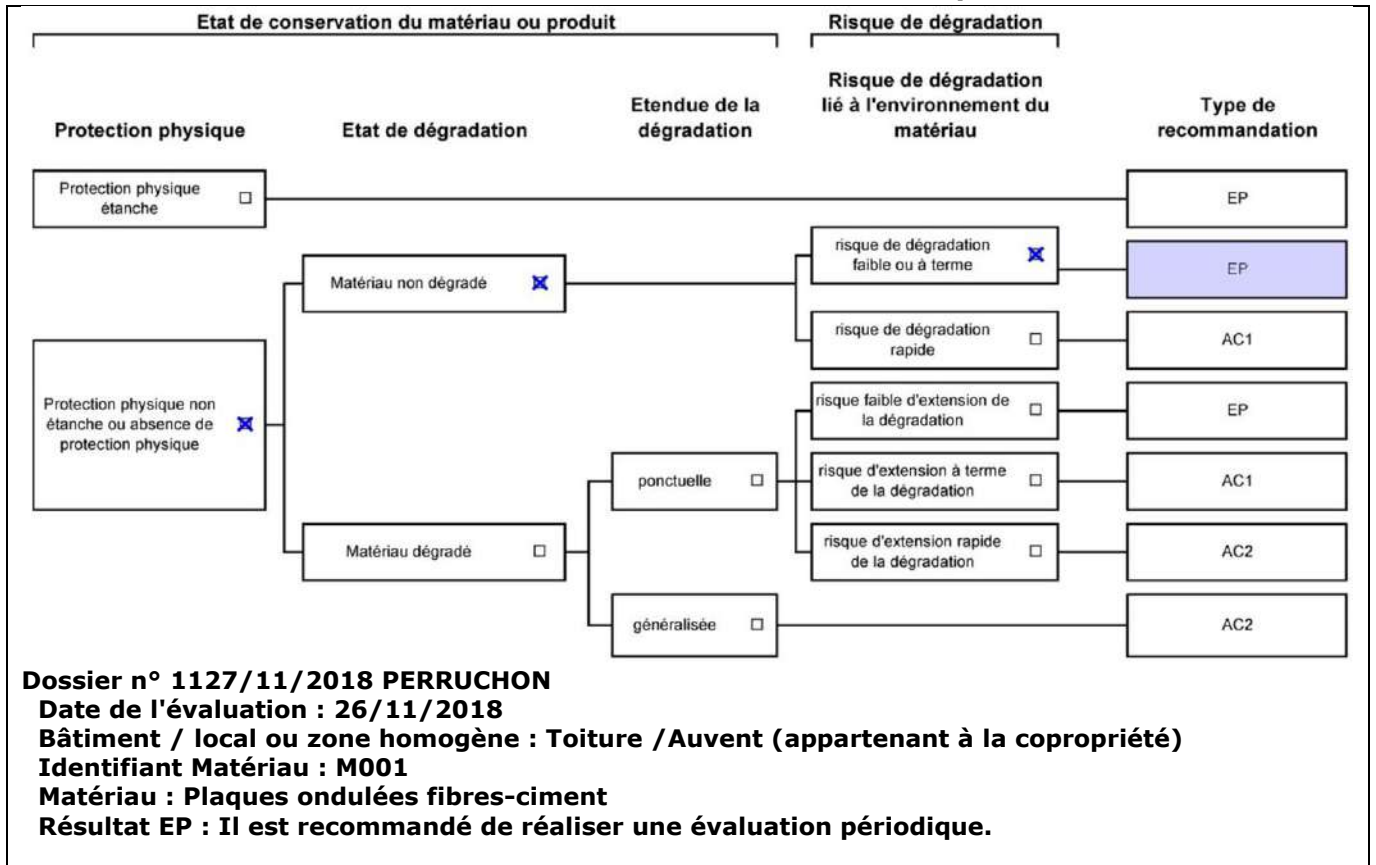 Etat de conservation du matériau ou produit
Risque de dégradation
Protection physique
Etat de dégradation
Etendue de la
dégradation
Risque de dégradation
lié à l'environnement du
matériau
Type de
recommandation
Protection physique
étanche
EP
risque de dégradation
faible ou à terme
EP
Matériau non dégradé
risque de dégradation
rapide
AC1
Protection physique non
étanche ou absence de
protection physique
risque faible d'extension de
la dégradation
EP
ponctuelle
risque d'extension à terme
de la dégradation
AC1
Matériau dégradé
risque d'extension rapide
de la dégradation
AC2
généralisée
AC2
Dossier n° 1127/11/2018 PERRUCHON
Date de l'évaluation : 26/11/2018
Bâtiment / local ou zone homogène : Toiture /Auvent (appartenant à la copropriété)
Identifiant Matériau : M001
Matériau : Plaques ondulées fibres-ciment
Résultat EP : Il est recommandé de réaliser une évaluation périodique.